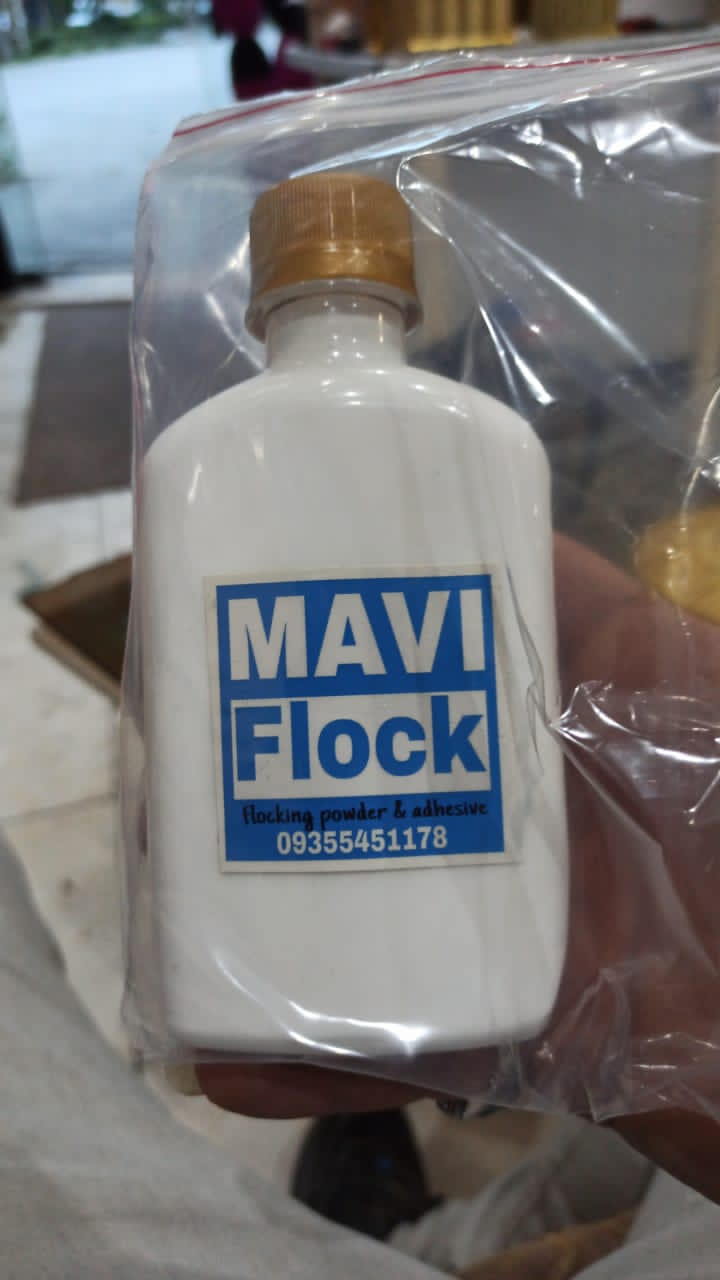 MAVI
Flock
flocking powder & adhesive
09355451178